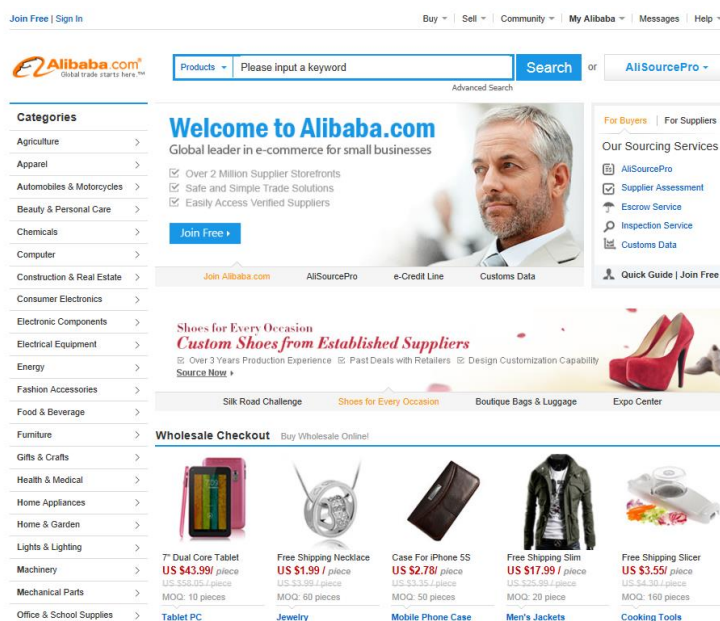 Join Free | Sign In
Buy Sell Community My Alibaba Messages Help
Alibaba.com®
Global trade starts here.™
Products Please input a keyword Search or AliSourcePro
Advanced Search
Categories
Agriculture
Apparel
Automobiles & Motorcycles
Beauty & Personal Care
Chemicals
Computer
Construction & Real Estate
Consumer Electronics
Electronic Components
Electrical Equipment
Energy
Fashion Accessories
Food & Beverage
Furniture
Gifts & Crafts
Health & Medical
Home Appliances
Home & Garden
Lights & Lighting
Machinery
Mechanical Parts
Office & School Supplies
Welcome to Alibaba.com
Global leader in e-commerce for small businesses
Over 2 Million Supplier Storefronts
Safe and Simple Trade Solutions
Easily Access Verified Suppliers
Join Free
Join Alibaba.com AliSourcePro e-Credit Line Customs Data
For Buyers For Suppliers
Our Sourcing Services
AliSourcePro
Supplier Assessment
Escrow Service
Inspection Service
Customs Data
Quick Guide | Join Free
Shoes for Every Occasion
Custom Shoes from Established Suppliers
Over 3 Years Production Experience Past Deals with Retailers Design Customization Capability
Source Now
Silk Road Challenge Shoes for Every Occasion Boutique Bags & Luggage Expo Center
Wholesale Checkout Buy Wholesale Online!
7" Dual Core Tablet
US $43.99/ piece
US $58.05 / piece
MOQ: 10 pieces
Tablet PC
Free Shipping Necklace
US $1.99 / piece
US $3.99 / piece
MOQ: 60 pieces
Jewelry
Case For iPhone 5S
US $2.78/ piece
US $3.35 / piece
MOQ: 50 pieces
Mobile Phone Case
Free Shipping Slim
US $17.99 / piece
US $25.99 / piece
MOQ: 20 piece
Men's Jackets
Free Shipping Slicer
US $3.55/ piece
US $4.30 / piece
MOQ: 160 pieces
Cooking Tools